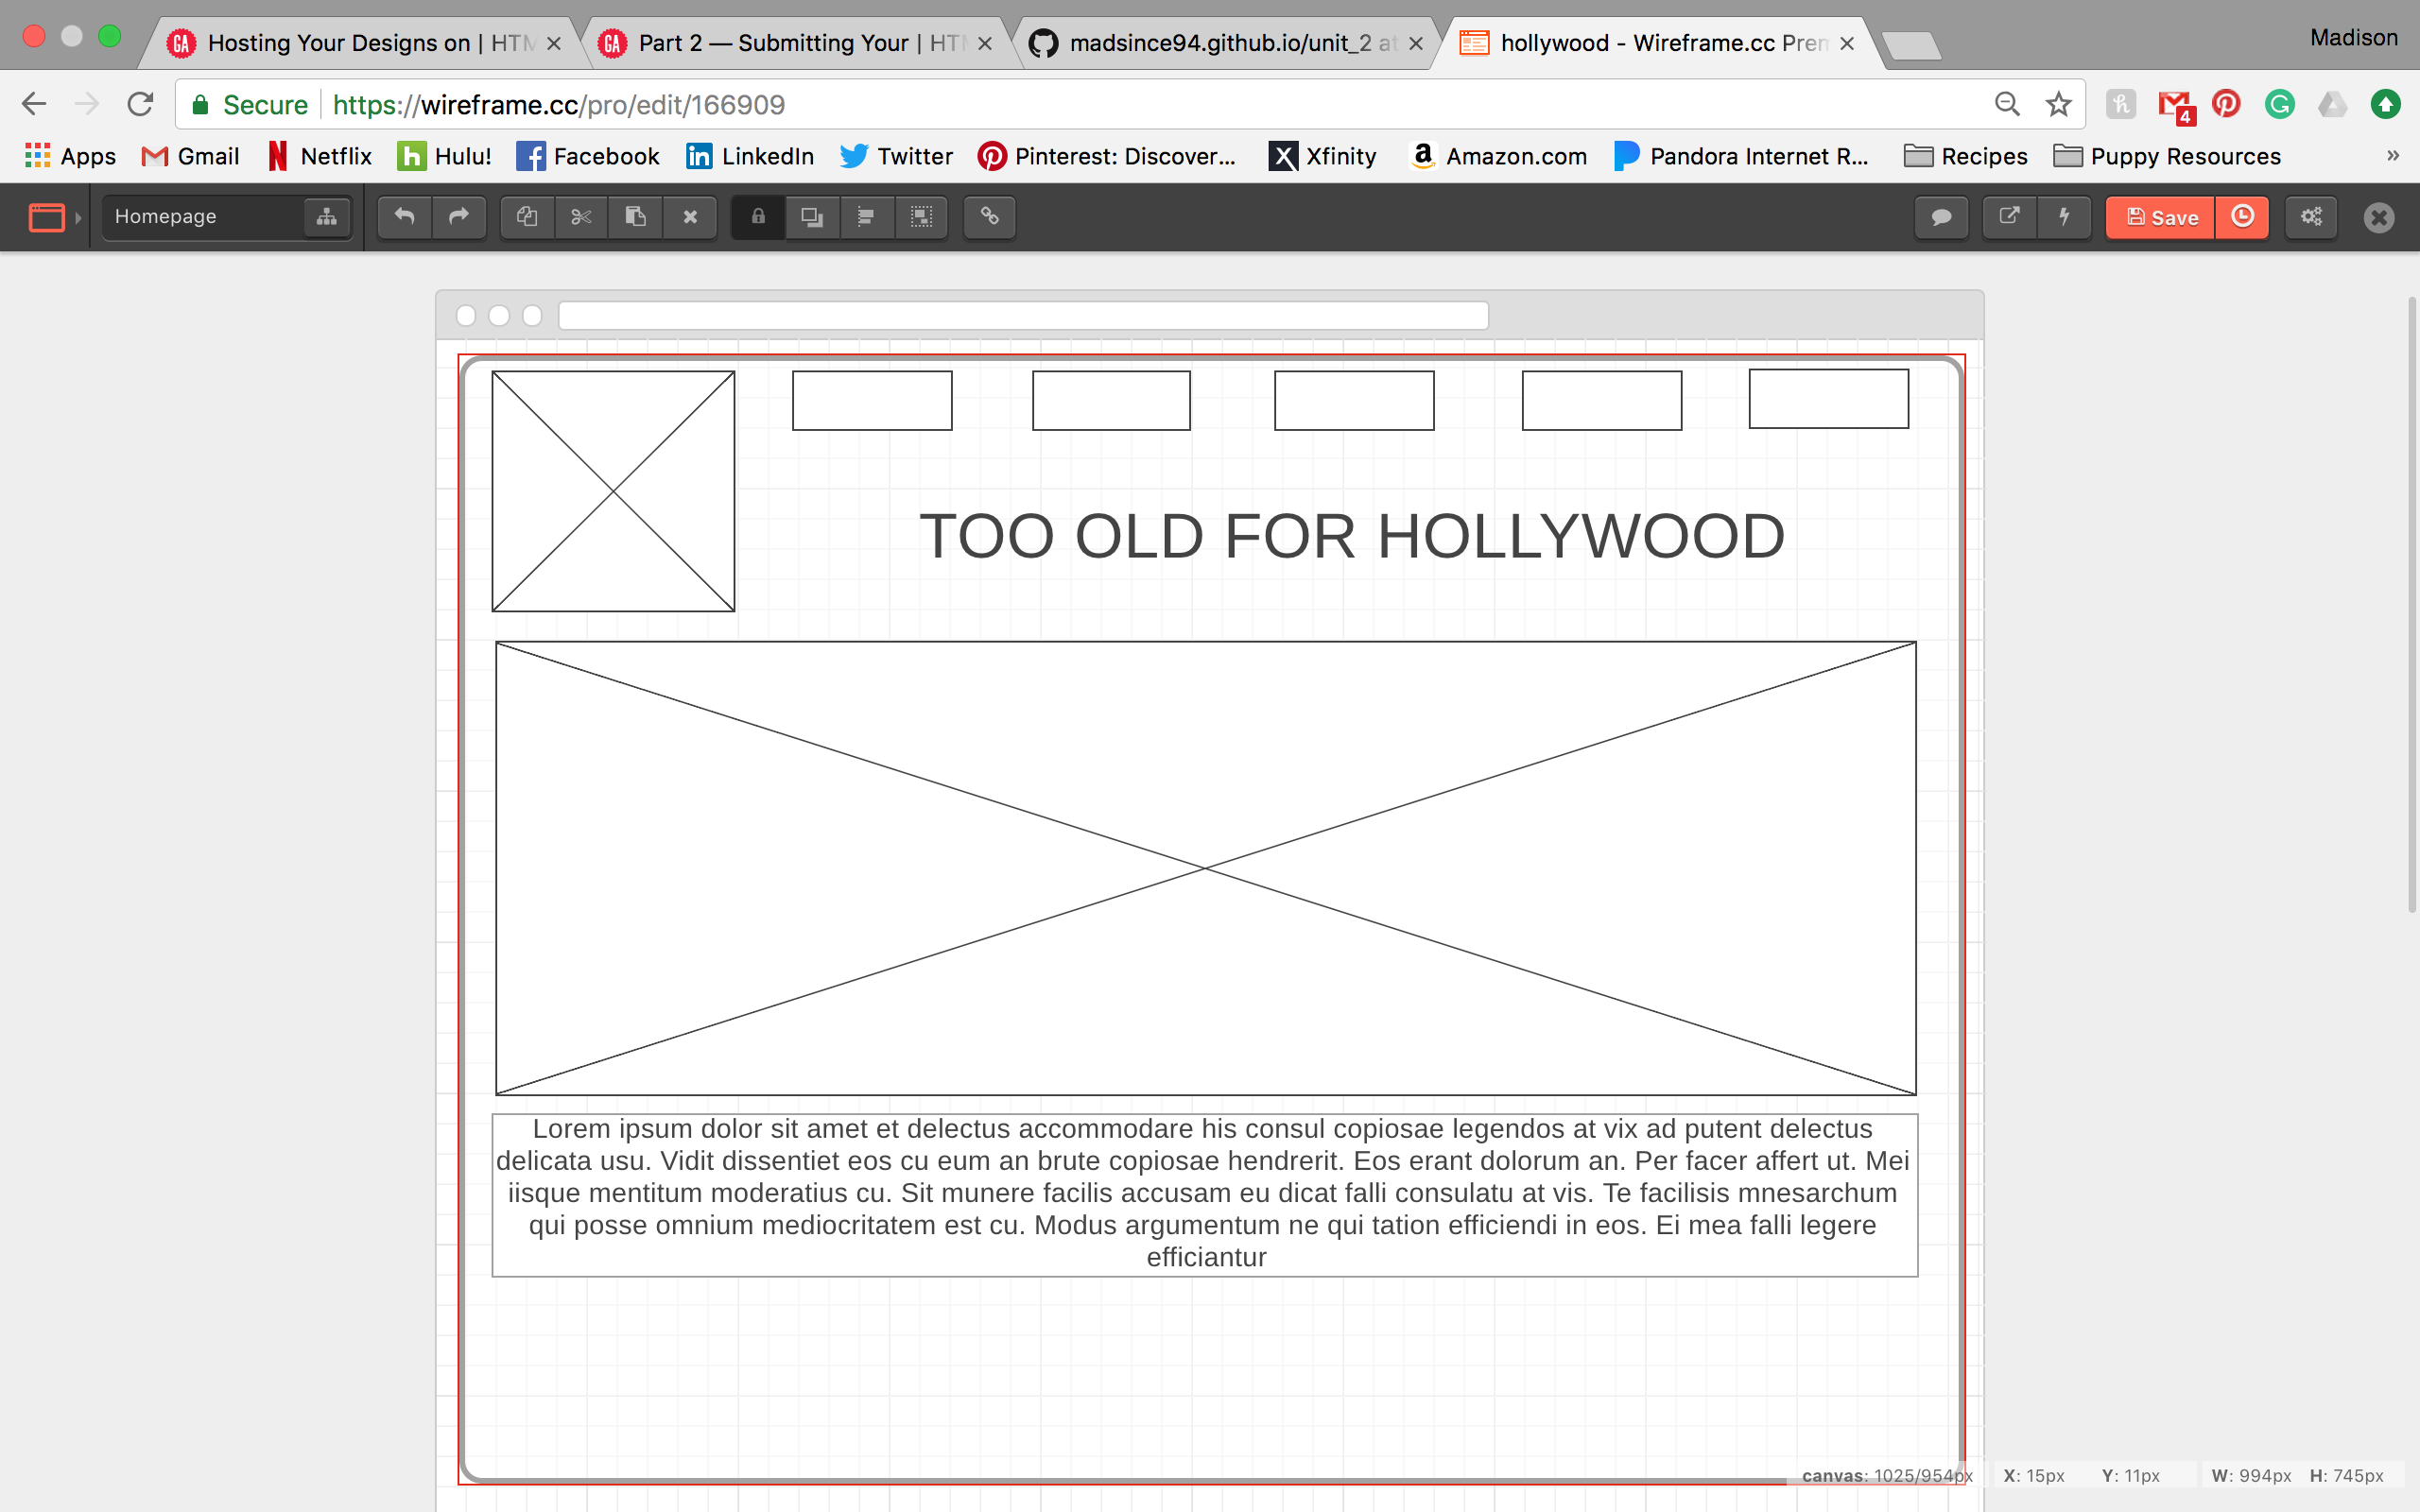 Hosting Your Designs on | HTM
Part 2 — Submitting Your | HT
madsince94.github.io/unit_2 at
hollywood - Wireframe.cc Prem
Madison
Secure
https://wireframe.cc/pro/edit/166909
4
Apps
Gmail
Netflix
Hulu!
Facebook
LinkedIn
Twitter
Pinterest: Discover...
Xfinity
Amazon.com
Pandora Internet R...
Recipes
Puppy Resources
»
Homepage
Save
TOO OLD FOR HOLLYWOOD
Lorem ipsum dolor sit amet et delectus accommodare his consul copiosae legendos at vix ad putent delectus
delicata usu. Vidit dissentiet eos cu eum an brute copiosae hendrerit. Eos erant dolorum an. Per facer affert ut. Mei
iisque mentitum moderatius cu. Sit munere facilis accusam eu dicat falli consulatu at vis. Te facilisis mnesarchum
qui posse omnium mediocritatem est cu. Modus argumentum ne qui tation efficiendi in eos. Ei mea falli legere
efficiantur
canvas: 1025/954px X: 15px Y: 11px W: 994px H: 745px